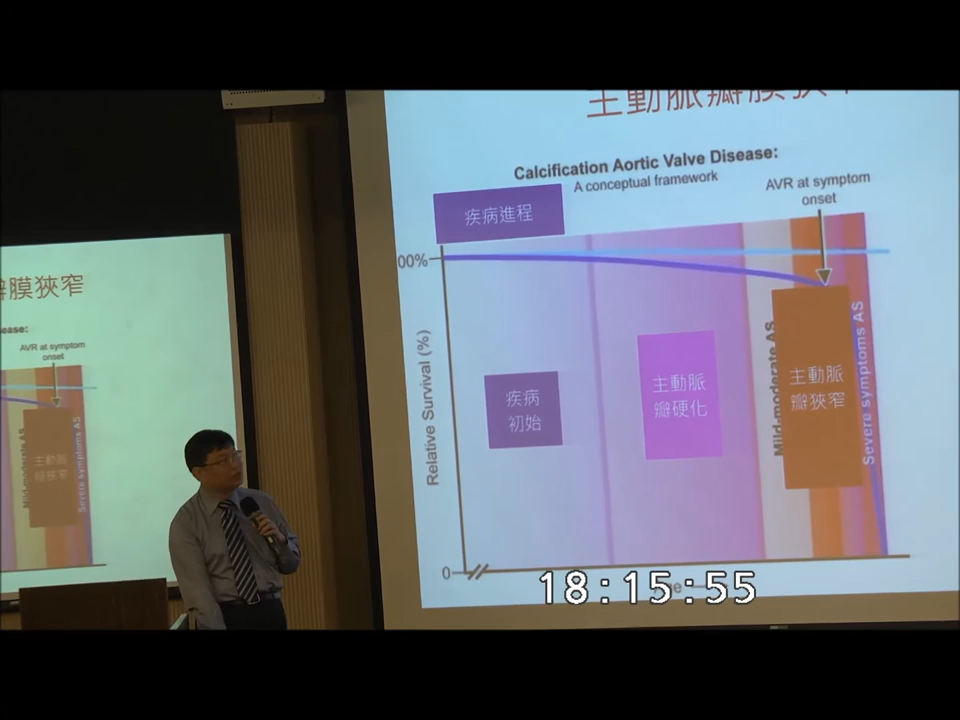 主動脈瓣膜狹窄
Calcification Aortic Valve Disease:
A conceptual framework
疾病進程
AVR at symptom
onset
00%
Relative Survival (%)
疾病
初始
主動脈
瓣硬化
Mild-moderate AS
主動脈
瓣狹窄
Severe symptoms AS
0
18:15:55
瓣膜狹窄
ease:
AVR at symptom
onset
Mild-moderate AS
主動脈
瓣狹窄
Severe symptoms AS